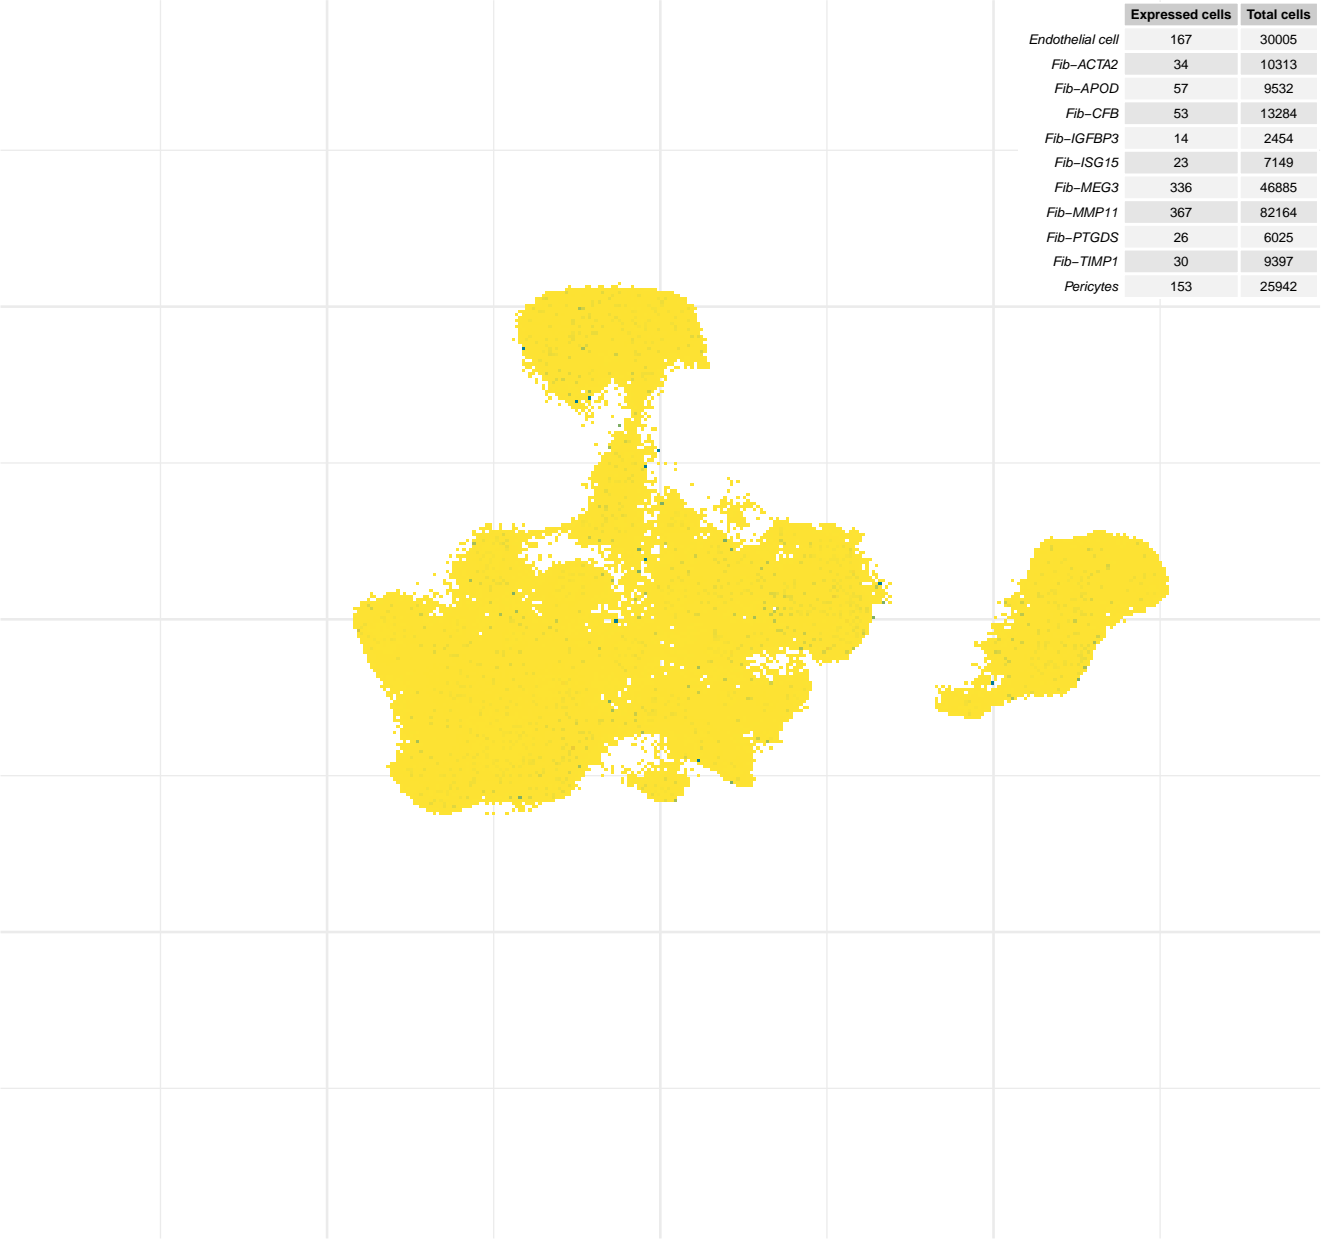 Expressed cells Total cells
Endothelial cell 167 30005
Fib−ACTA2 34 10313
Fib−APOD 57 9532
Fib−CFB 53 13284
Fib−IGFBP3 14 2454
Fib−ISG15 23 7149
Fib−MEG3 336 46885
Fib−MMP11 367 82164
Fib−PTGDS 26 6025
Fib−TIMP1 30 9397
Pericytes 153 25942